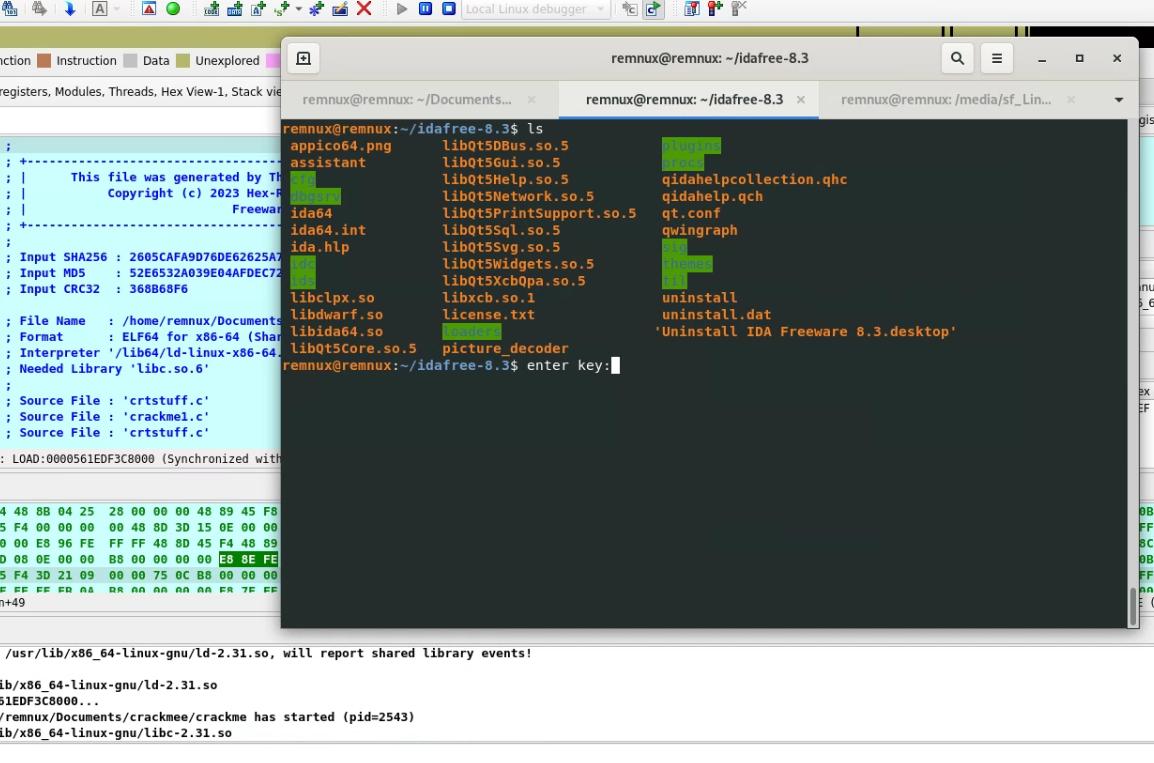 Local Linux debugger
nction Instruction Data Unexplored
registers, Modules, Threads, Hex View-1, Stack vie
;
; +----------------------------------
; | This file was generated by Th
; | Copyright (c) 2023 Hex-R
; | Freewar
; +----------------------------------
;
; Input SHA256 : 2605CAFA9D76DE62625A7
; Input MD5 : 52E6532A039E04AFDEC72
; Input CRC32 : 368B68F6
; File Name : /home/remnux/Documents
; Format : ELF64 for x86-64 (Shar
; Interpreter '/lib64/ld-linux-x86-64.
; Needed Library 'libc.so.6'
;
; Source File : 'crtstuff.c'
; Source File : 'crackme1.c'
; Source File : 'crtstuff.c'
: LOAD:0000561EDF3C8000 (Synchronized with
4 48 8B 04 25 28 00 00 00 48 89 45 F8
5 F4 00 00 00 00 48 8D 3D 15 0E 00 00
0 00 E8 96 FE FF FF 48 8D 45 F4 48 89
D 08 0E 00 00 B8 00 00 00 00 E8 8E FE
5 F4 3D 21 09 00 00 75 0C B8 00 00 00
n+49
remnux@remnux: ~/idafree-8.3
remnux@remnux: ~/Documents... remnux@remnux: ~/idafree-8.3 remnux@remnux: /media/sf_Lin...
remnux@remnux:~/idafree-8.3$ ls
appico64.png libQt5DBus.so.5 plugins
assistant libQt5Gui.so.5 procs
cfg libQt5Help.so.5 qidahelpcollection.qhc
dbgsrv libQt5Network.so.5 qidahelp.qch
ida64 libQt5PrintSupport.so.5 qt.conf
ida64.int libQt5Sql.so.5 qwingraph
ida.hlp libQt5Svg.so.5 sig
idc libQt5Widgets.so.5 themes
ids libQt5XcbQpa.so.5 til
libclpx.so libxcb.so.1 uninstall
libdwarf.so license.txt uninstall.dat
libida64.so loaders 'Uninstall IDA Freeware 8.3.desktop'
libQt5Core.so.5 picture_decoder
remnux@remnux:~/idafree-8.3$ enter key:
/usr/lib/x86_64-linux-gnu/ld-2.31.so, will report shared library events!
ib/x86_64-linux-gnu/ld-2.31.so
61EDF3C8000...
/remnux/Documents/crackmee/crackme has started (pid=2543)
ib/x86_64-linux-gnu/libc-2.31.so